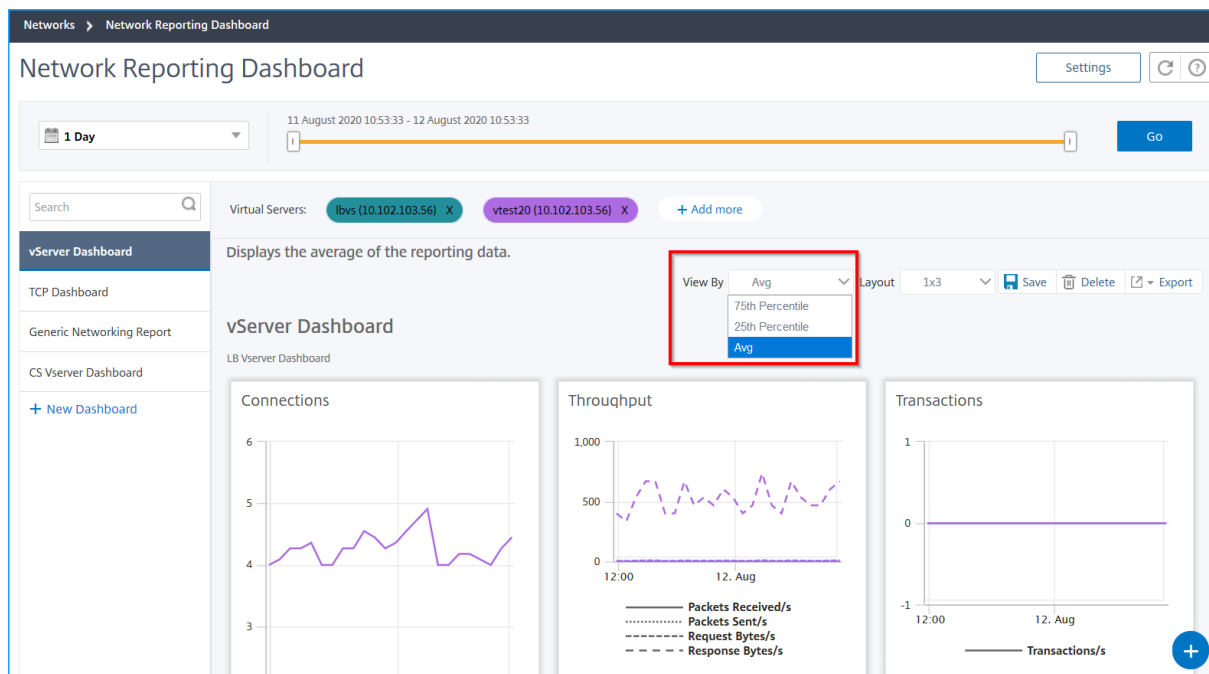 Networks > Network Reporting Dashboard
Network Reporting Dashboard
Settings
?
1 Day
11 August 2020 10:53:33 - 12 August 2020 10:53:33
Go
Search
Virtual Servers:
lbvs (10.102.103.56) X
vtest20 (10.102.103.56) X
+ Add more
vServer Dashboard
TCP Dashboard
Generic Networking Report
CS Vserver Dashboard
+ New Dashboard
Displays the average of the reporting data.
View By Avg
75th Percentile
25th Percentile
Avg
Layout 1x3
Save
Delete
Export
vServer Dashboard
LB Vserver Dashboard
Connections
6
5
4
3
Throughput
1,000
500
0
12:00 12. Aug
Packets Received/s
Packets Sent/s
Request Bytes/s
Response Bytes/s
Transactions
1
0
-1
12:00 12. Aug
Transactions/s
+